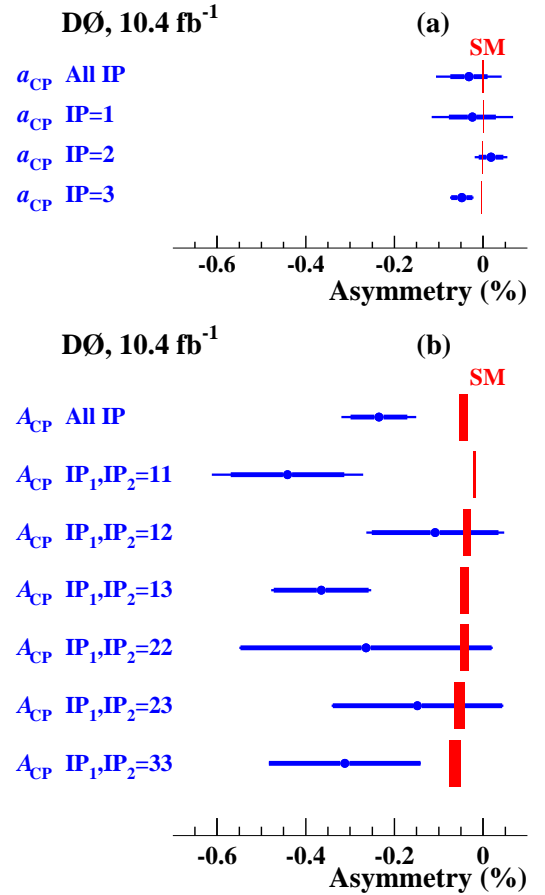 DØ, 10.4 fb⁻¹ (a)
SM
aCP All IP
aCP IP=1
aCP IP=2
aCP IP=3
-0.6 -0.4 -0.2 0
Asymmetry (%)
DØ, 10.4 fb⁻¹ (b)
SM
ACP All IP
ACP IP₁,IP₂=11
ACP IP₁,IP₂=12
ACP IP₁,IP₂=13
ACP IP₁,IP₂=22
ACP IP₁,IP₂=23
ACP IP₁,IP₂=33
-0.6 -0.4 -0.2 0
Asymmetry (%)